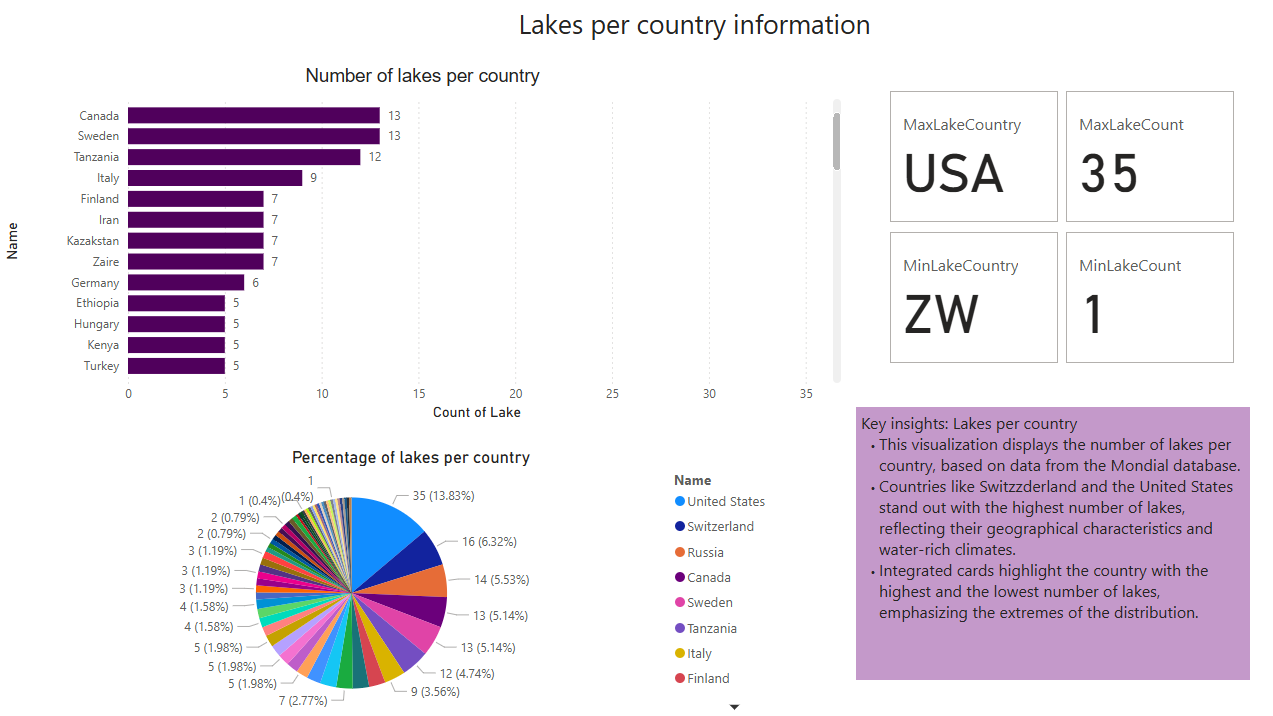 Lakes per country information
Number of lakes per country
Name
Canada 13
Sweden 13
Tanzania 12
Italy 9
Finland 7
Iran 7
Kazakstan 7
Zaire 7
Germany 6
Ethiopia 5
Hungary 5
Kenya 5
Turkey 5
0 5 10 15 20 25 30 35
Count of Lake
MaxLakeCountry
USA
MaxLakeCount
35
MinLakeCountry
ZW
MinLakeCount
1
Percentage of lakes per country
35 (13.83%)
16 (6.32%)
14 (5.53%)
13 (5.14%)
13 (5.14%)
12 (4.74%)
9 (3.56%)
7 (2.77%)
5 (1.98%)
5 (1.98%)
5 (1.98%)
4 (1.58%)
4 (1.58%)
3 (1.19%)
3 (1.19%)
3 (1.19%)
2 (0.79%)
2 (0.79%)
1 (0.4%)
1
(0.4%)
Name
United States
Switzerland
Russia
Canada
Sweden
Tanzania
Italy
Finland
Key insights: Lakes per country
• This visualization displays the number of lakes per
country, based on data from the Mondial database.
• Countries like Switzzderland and the United States
stand out with the highest number of lakes,
reflecting their geographical characteristics and
water-rich climates.
• Integrated cards highlight the country with the
highest and the lowest number of lakes,
emphasizing the extremes of the distribution.